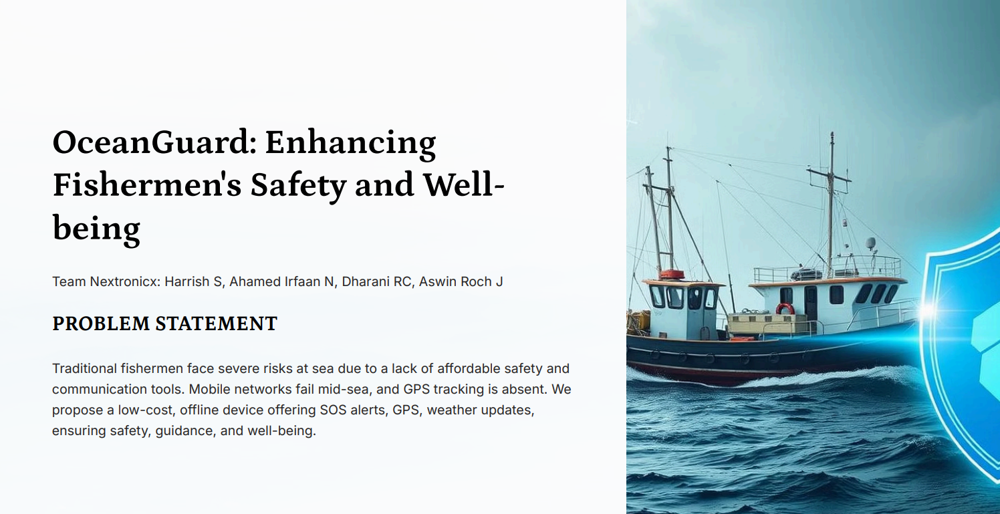 OceanGuard: Enhancing
Fishermen's Safety and Well-
being
Team Nextronicx: Harrish S, Ahamed Irfaan N, Dharani RC, Aswin Roch J
PROBLEM STATEMENT
Traditional fishermen face severe risks at sea due to a lack of affordable safety and
communication tools. Mobile networks fail mid-sea, and GPS tracking is absent. We
propose a low-cost, offline device offering SOS alerts, GPS, weather updates,
ensuring safety, guidance, and well-being.